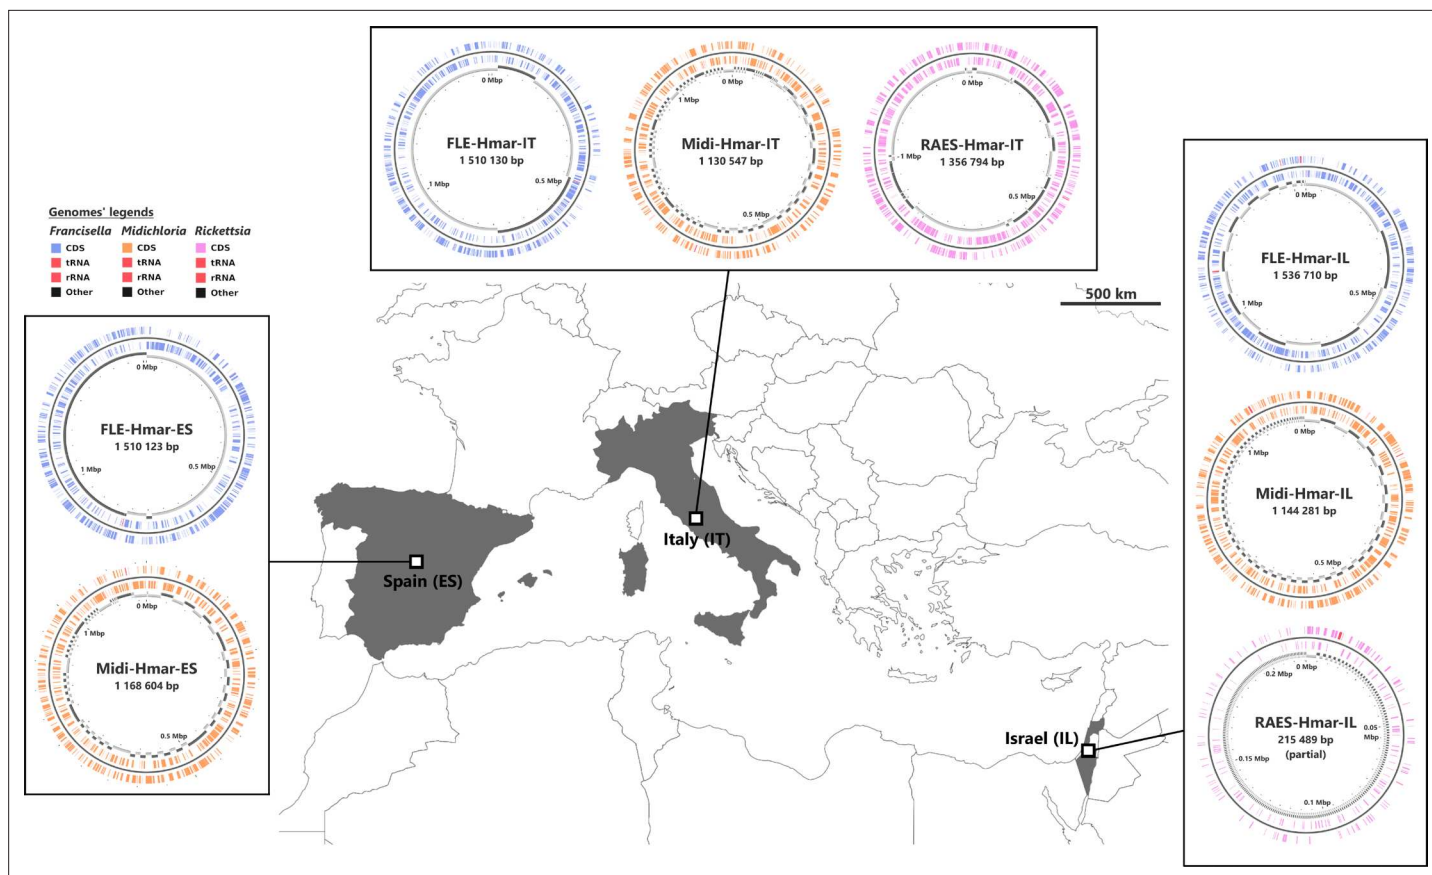 0 Mbp
FLE-Hmar-IT
1 510 130 bp
0.5 Mbp
1 Mbp
0 Mbp
1 Mbp
Midi-Hmar-IT
1 130 547 bp
0.5 Mbp
0 Mbp
RAES-Hmar-IT
1 356 794 bp
1 Mbp
0.5 Mbp
Genomes' legends
Francisella Midichloria Rickettsia
CDS CDS CDS
tRNA tRNA tRNA
rRNA rRNA rRNA
Other Other Other
500 km
0 Mbp
FLE-Hmar-ES
1 510 123 bp
0.5 Mbp
1 Mbp
0 Mbp
1 Mbp
Midi-Hmar-ES
1 168 604 bp
0.5 Mbp
Spain (ES)
Italy (IT)
Israel (IL)
0 Mbp
FLE-Hmar-IL
1 536 710 bp
0.5 Mbp
1 Mbp
0 Mbp
1 Mbp
Midi-Hmar-IL
1 144 281 bp
0.5 Mbp
0 Mbp
0.2 Mbp
RAES-Hmar-IL
215 489 bp
(partial)
0.05
Mbp
0.15 Mbp
0.1 Mbp